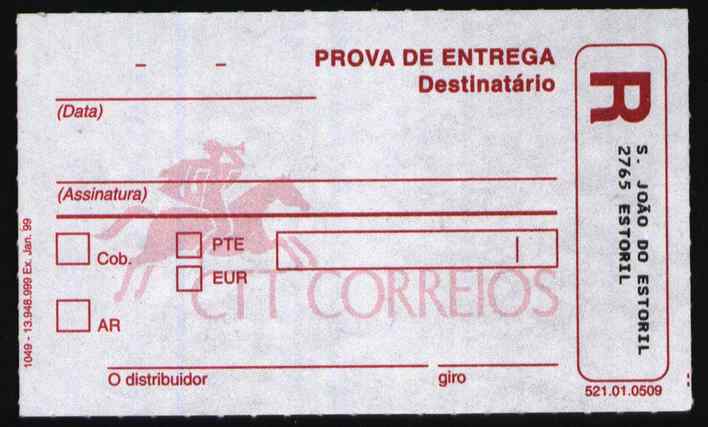 PROVA DE ENTREGA
Destinatário
- -
(Data)
(Assinatura)
Cob.
PTE
EUR
AR
CTT CORREIOS
O distribuidor
giro
1049 - 13.948.999 Ex. Jan. 99
R
S. JOÃO DO ESTORIL
2765 ESTORIL
521.01.0509